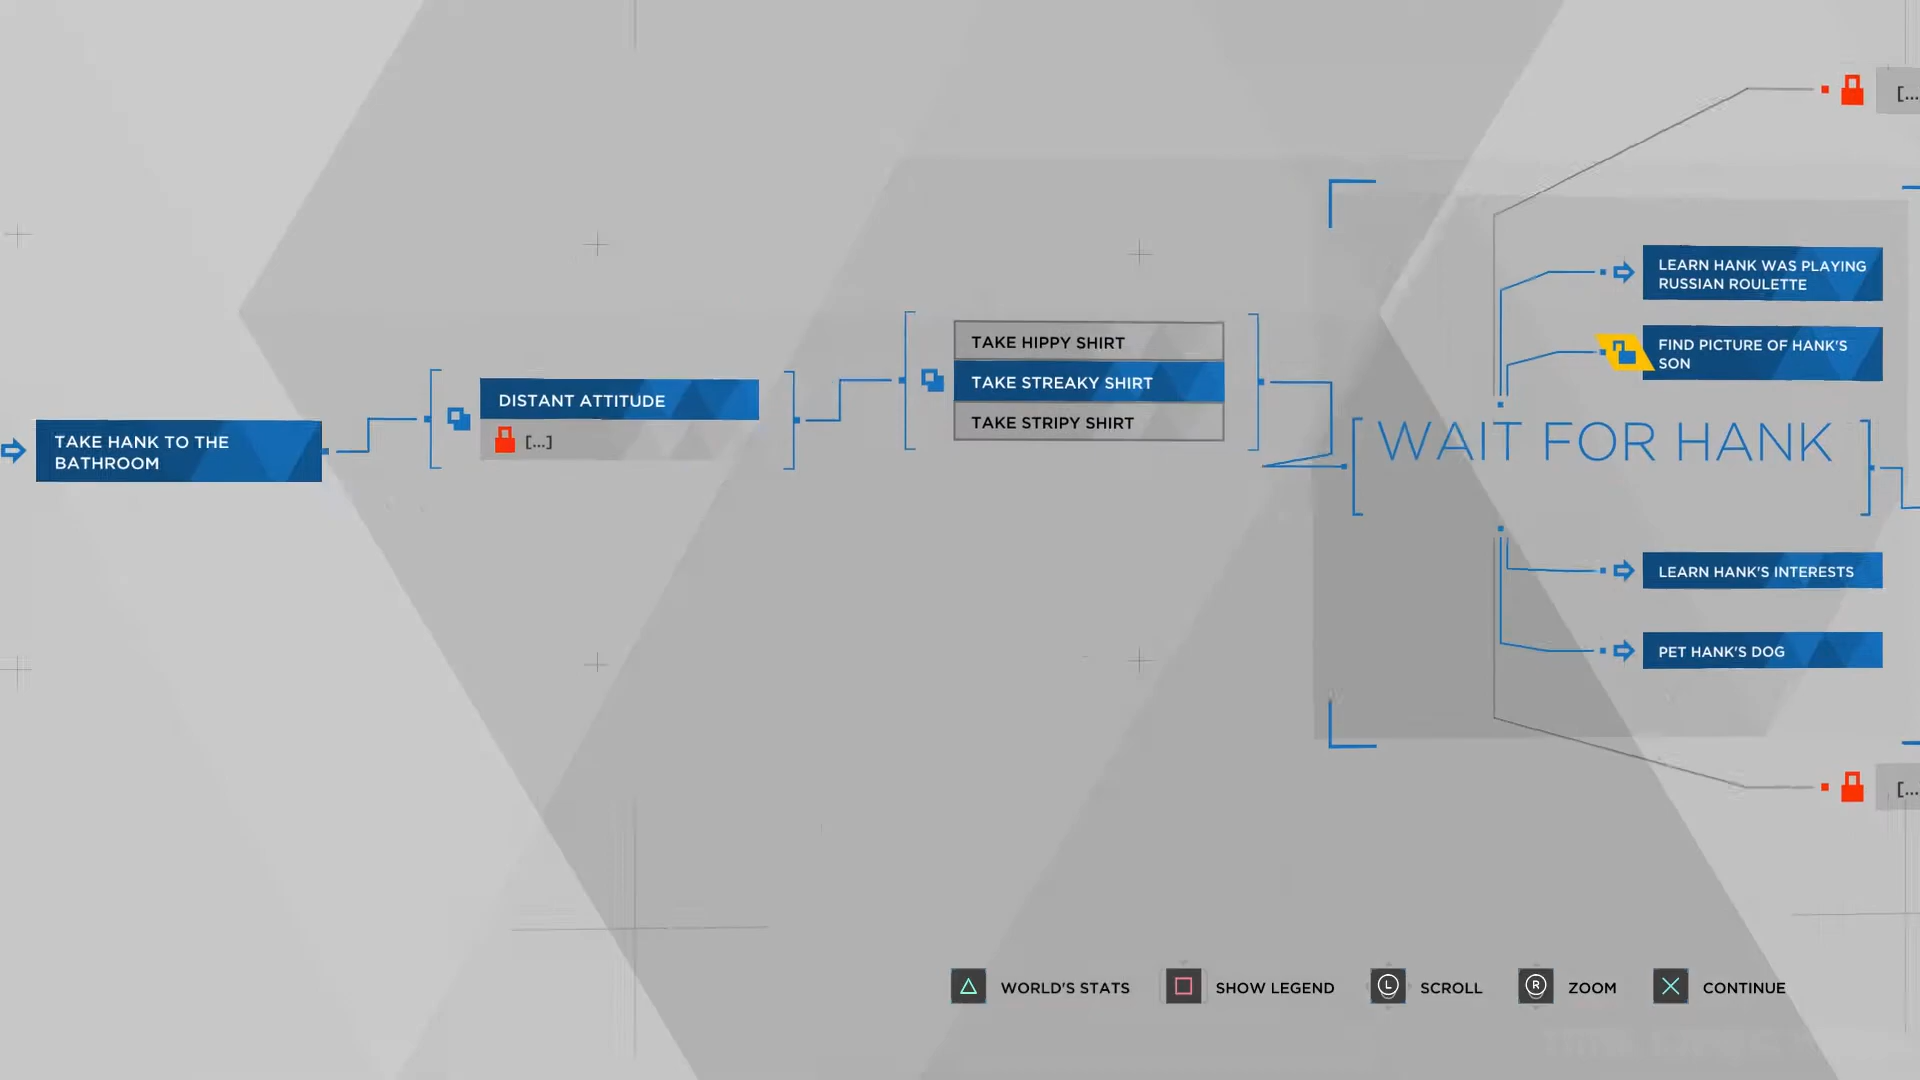 [...
LEARN HANK WAS PLAYING
RUSSIAN ROULETTE
FIND PICTURE OF HANK'S
SON
TAKE HIPPY SHIRT
TAKE STREAKY SHIRT
TAKE STRIPY SHIRT
DISTANT ATTITUDE
[...]
TAKE HANK TO THE
BATHROOM
WAIT FOR HANK
LEARN HANK'S INTERESTS
PET HANK'S DOG
[...
WORLD'S STATS
SHOW LEGEND
L SCROLL
R ZOOM
CONTINUE